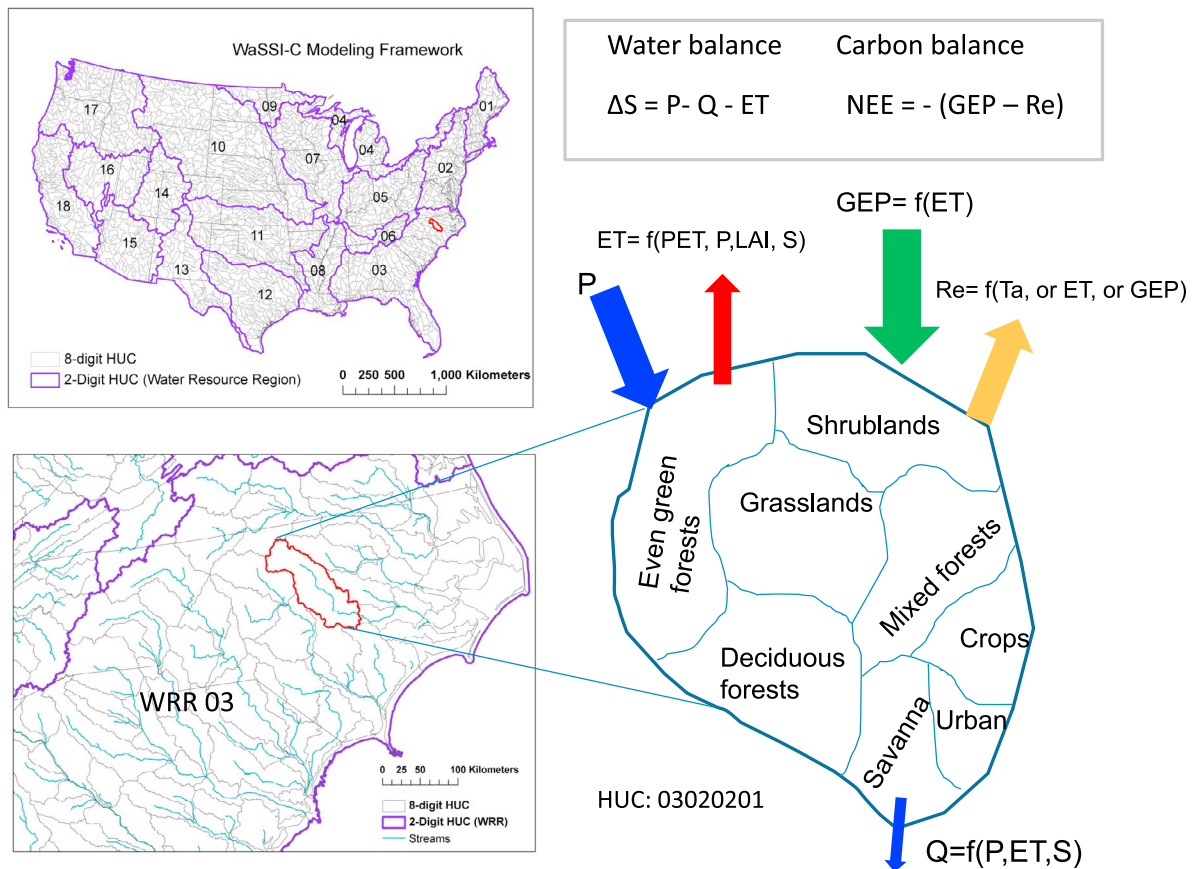 WaSSI-C Modeling Framework
17
09
01
04
10
04
07
02
16
14
05
18
11
06
15
13
08
03
12
8-digit HUC
2-Digit HUC (Water Resource Region)
0 250 500 1,000 Kilometers
Water balance Carbon balance
ΔS = P- Q - ET NEE = - (GEP – Re)
GEP= f(ET)
ET= f(PET, P,LAI, S)
P
Re= f(Ta, or ET, or GEP)
Shrublands
Grasslands
Even green
forests
Mixed forests
Crops
Deciduous
forests
Urban
Savanna
HUC: 03020201
Q=f(P,ET,S)
WRR 03
0 25 50 100 Kilometers
8-digit HUC
2-Digit HUC (WRR)
Streams